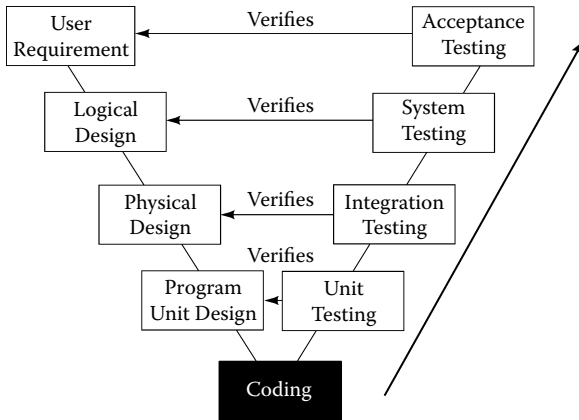 User
Requirement
Verifies
Acceptance
Testing
Logical
Design
Verifies
System
Testing
Physical
Design
Verifies
Integration
Testing
Program
Unit Design
Verifies
Unit
Testing
Coding